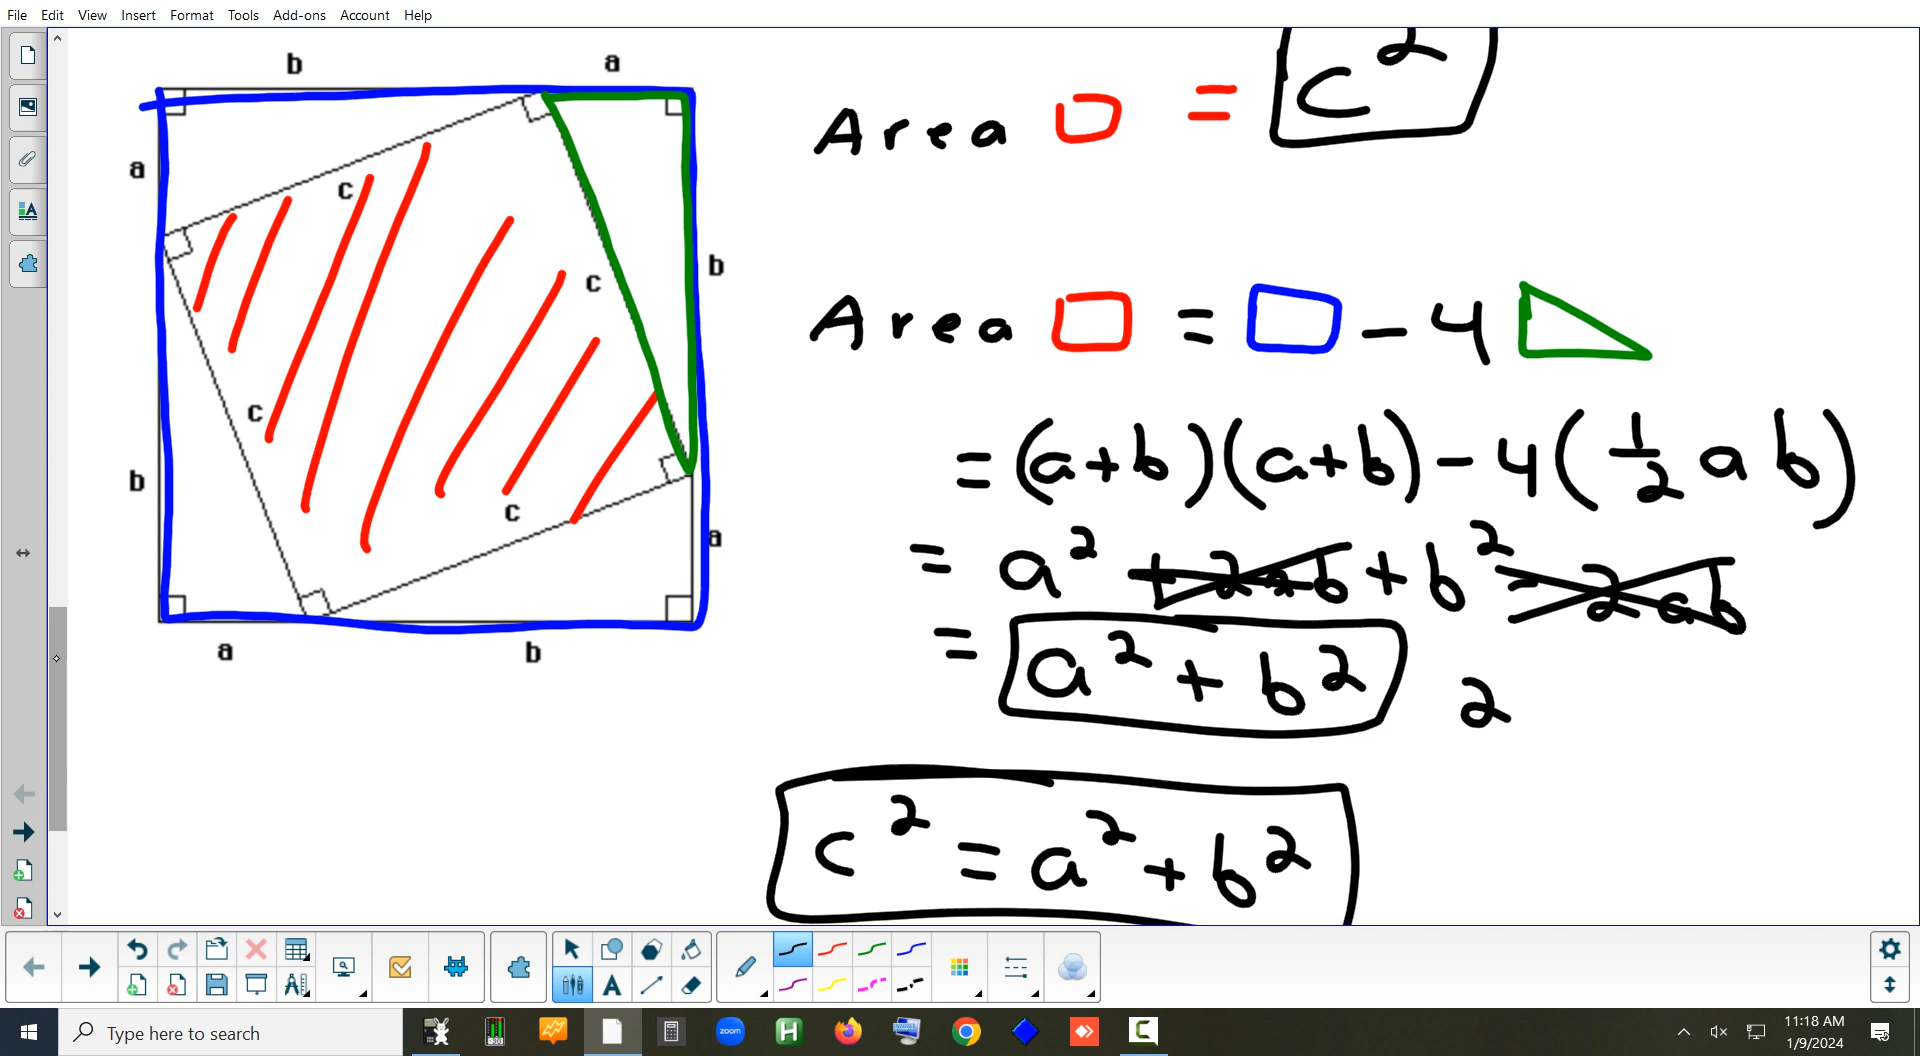 File Edit View Insert Format Tools Add-ons Account Help
b a
a
c
c
b
c
b
c
a
a b
Area = c²
Area = - 4
= (a+b)(a+b) - 4(½ab)
= a² + 2ab + b² - 2ab
= a² + b² 2
c² = a² + b²
A
zoom
H
C
Type here to search
11:18 AM
1/9/2024